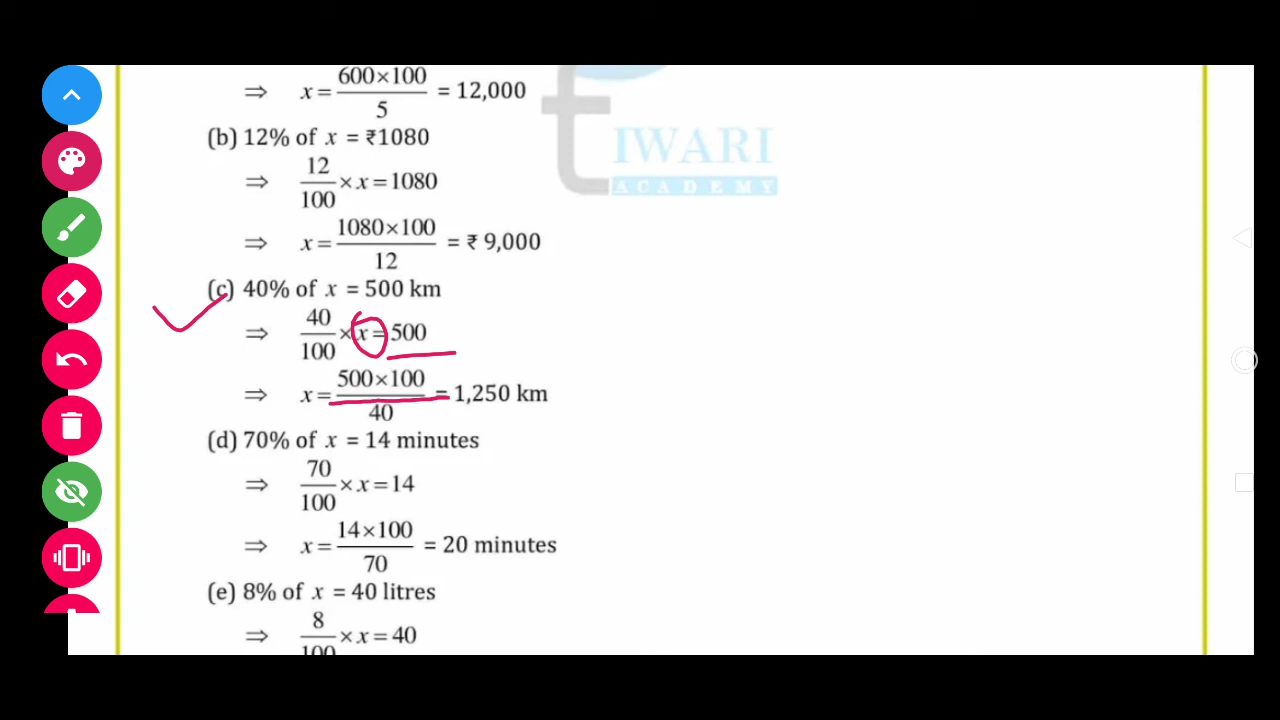 ⇒ x = 600×100 / 5 = 12,000
(b) 12% of x = ₹1080
⇒ 12/100 × x = 1080
⇒ x = 1080×100 / 12 = ₹ 9,000
(c) 40% of x = 500 km
⇒ 40/100 × x = 500
⇒ x = 500×100 / 40 = 1,250 km
(d) 70% of x = 14 minutes
⇒ 70/100 × x = 14
⇒ x = 14×100 / 70 = 20 minutes
(e) 8% of x = 40 litres
⇒ 8/100 × x = 40
tIWARI
ACADEMY